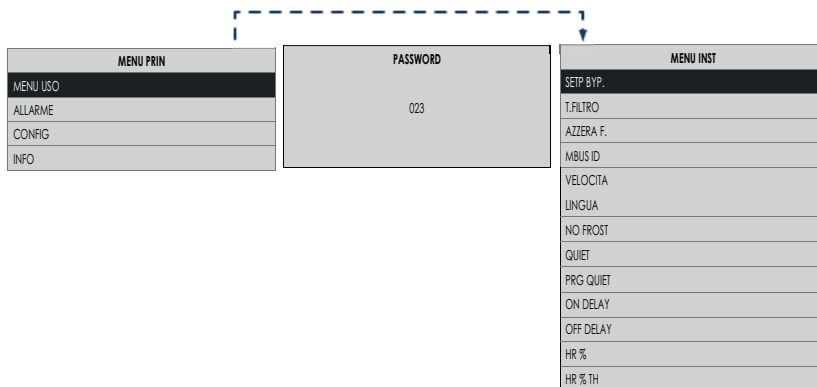 MENU PRIN
MENU USO
ALLARME
CONFIG
INFO
PASSWORD
023
MENU INST
SETP BYP.
T.FILTRO
AZZERA F.
MBUS ID
VELOCITA
LINGUA
NO FROST
QUIET
PRG QUIET
ON DELAY
OFF DELAY
HR %
HR % TH